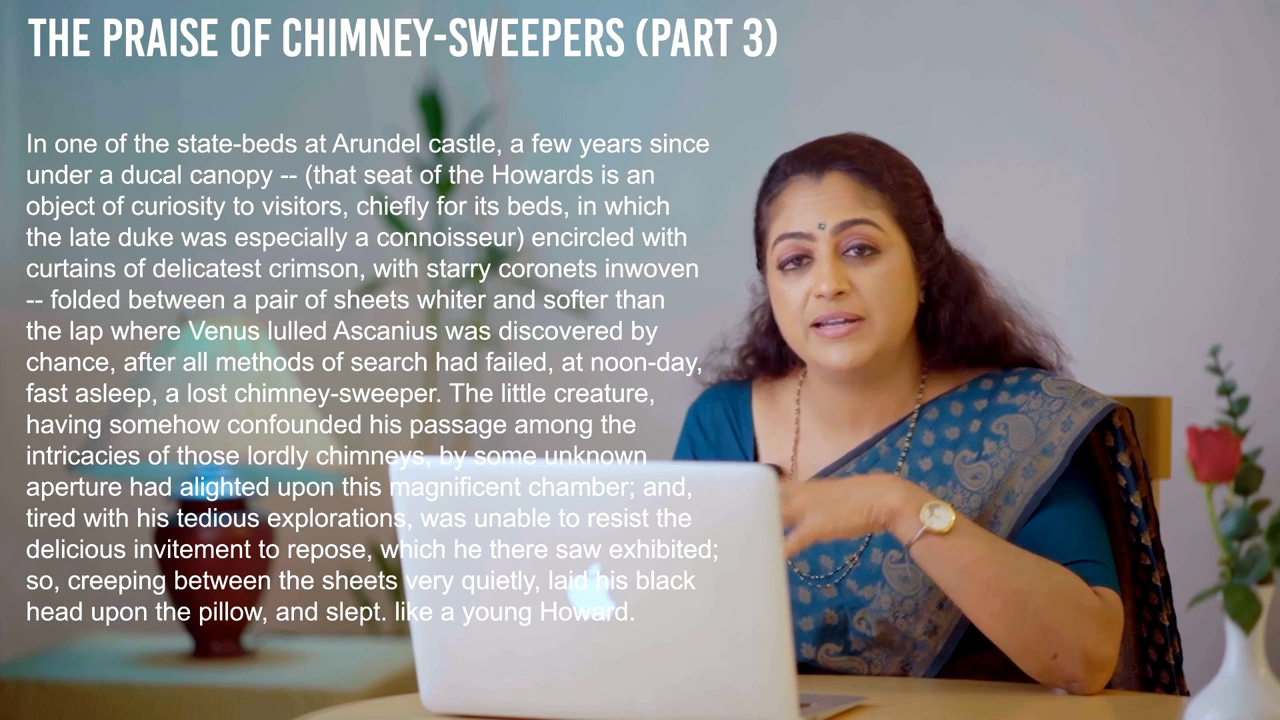 THE PRAISE OF CHIMNEY-SWEEPERS (PART 3)
In one of the state-beds at Arundel castle, a few years since
under a ducal canopy -- (that seat of the Howards is an
object of curiosity to visitors, chiefly for its beds, in which
the late duke was especially a connoisseur) encircled with
curtains of delicatest crimson, with starry coronets inwoven
-- folded between a pair of sheets whiter and softer than
the lap where Venus lulled Ascanius was discovered by
chance, after all methods of search had failed, at noon-day,
fast asleep, a lost chimney-sweeper. The little creature,
having somehow confounded his passage among the
intricacies of those lordly chimneys, by some unknown
aperture had alighted upon this magnificent chamber; and,
tired with his tedious explorations, was unable to resist the
delicious invitement to repose, which he there saw exhibited;
so, creeping between the sheets very quietly, laid his black
head upon the pillow, and slept. like a young Howard.